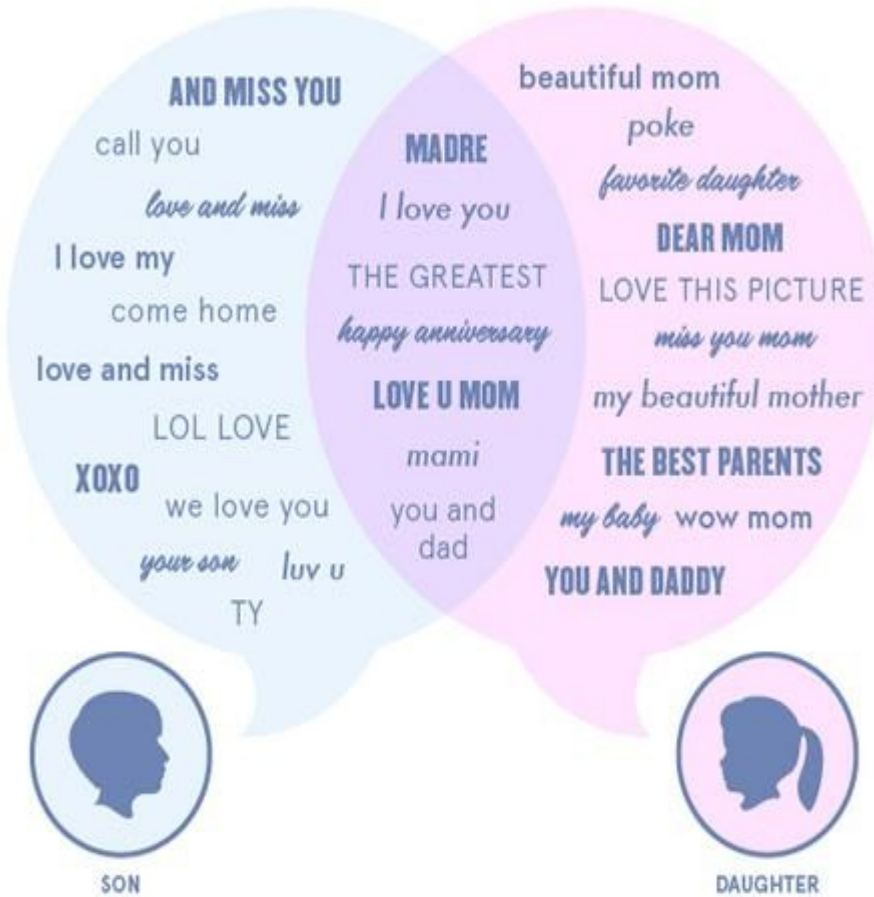 AND MISS YOU
call you
love and miss
I love my
come home
love and miss
LOL LOVE
XOXO
we love you
your son
luv u
TY
MADRE
I love you
THE GREATEST
happy anniversary
LOVE U MOM
mami
you and
dad
beautiful mom
poke
favorite daughter
DEAR MOM
LOVE THIS PICTURE
miss you mom
my beautiful mother
THE BEST PARENTS
my baby wow mom
YOU AND DADDY
SON
DAUGHTER